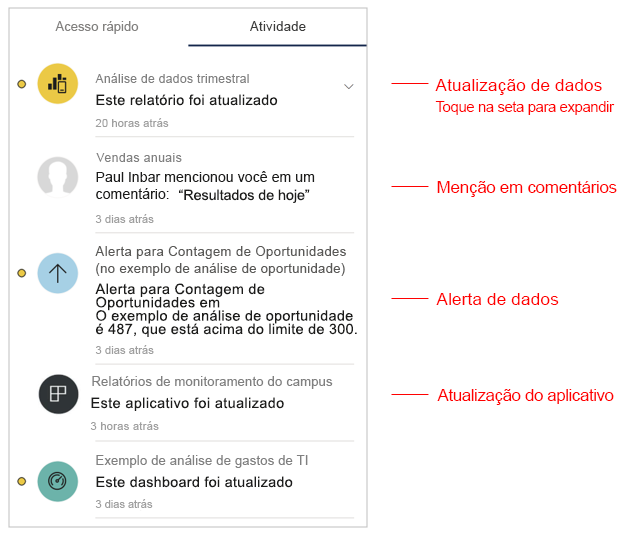 Acesso rápido
Atividade
Análise de dados trimestral
Este relatório foi atualizado
20 horas atrás
Atualização de dados
Toque na seta para expandir
Vendas anuais
Paul Inbar mencionou você em um
comentário: “Resultados de hoje”
3 dias atrás
Menção em comentários
Alerta para Contagem de Oportunidades
(no exemplo de análise de oportunidade)
Alerta para Contagem de
Oportunidades em
O exemplo de análise de oportunidade
é 487, que está acima do limite de 300.
3 dias atrás
Alerta de dados
Relatórios de monitoramento do campus
Este aplicativo foi atualizado
3 horas atrás
Atualização do aplicativo
Exemplo de análise de gastos de TI
Este dashboard foi atualizado
3 dias atrás